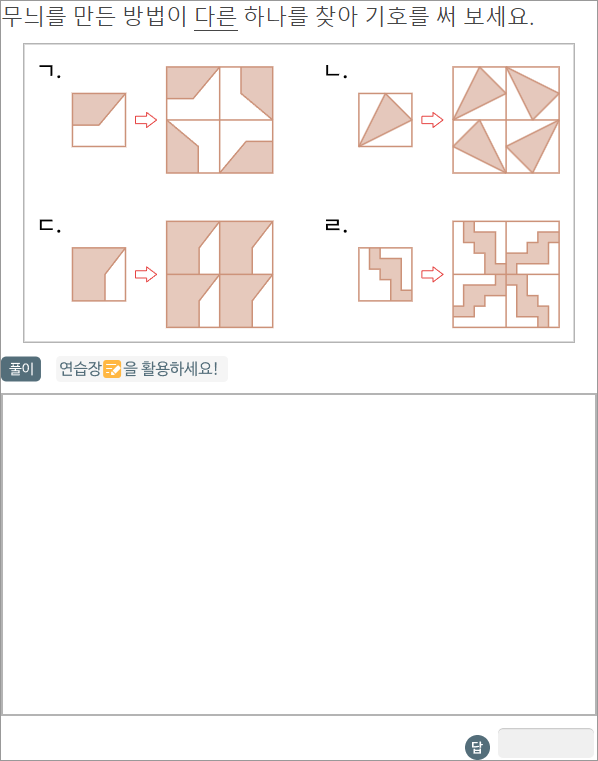 무늬를 만든 방법이 다른 하나를 찾아 기호를 써 보세요.
ㄱ.
ㄴ.
ㄷ.
ㄹ.
풀이 연습장을 활용하세요!
답